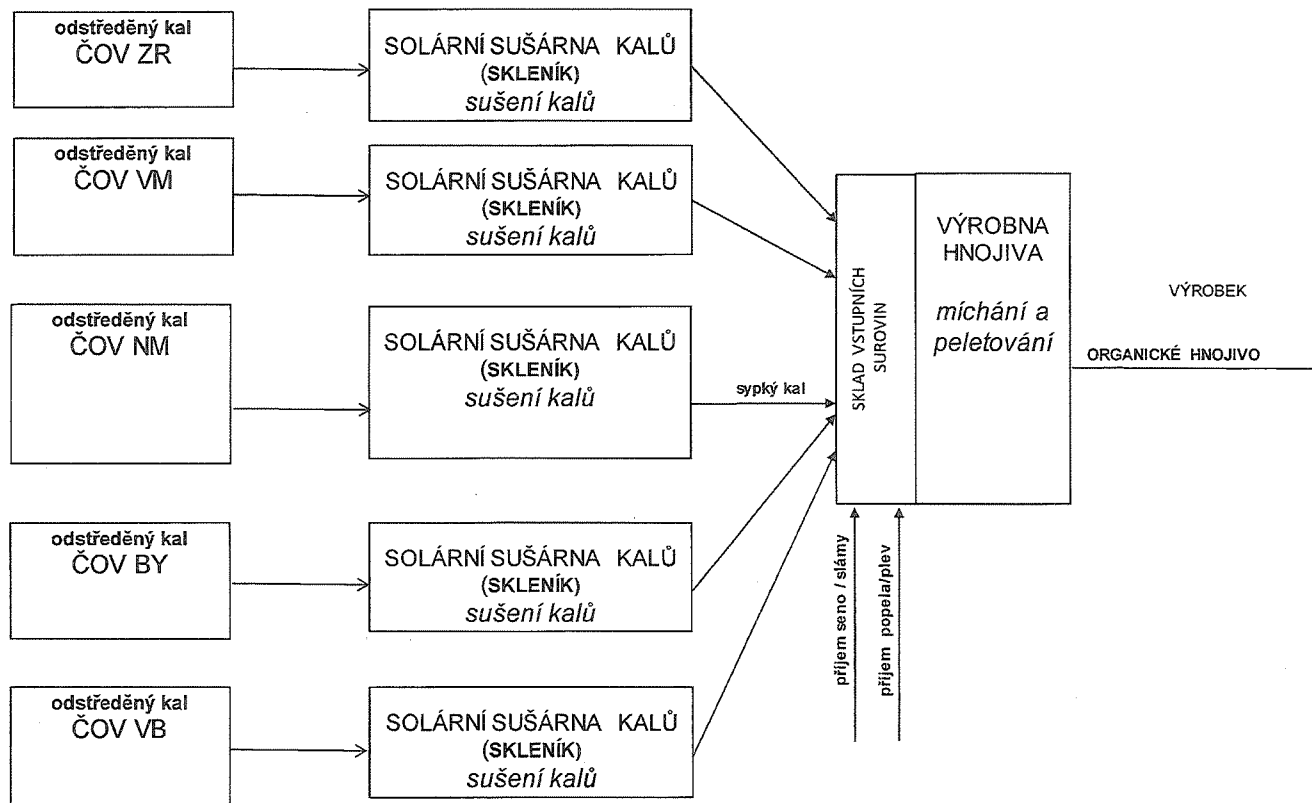 odstředěný kal
ČOV ZR
SOLÁRNÍ SUŠÁRNA KALŮ
(SKLENÍK)
sušení kalů
odstředěný kal
ČOV VM
SOLÁRNÍ SUŠÁRNA KALŮ
(SKLENÍK)
sušení kalů
odstředěný kal
ČOV NM
SOLÁRNÍ SUŠÁRNA KALŮ
(SKLENÍK)
sušení kalů
odstředěný kal
ČOV BY
SOLÁRNÍ SUŠÁRNA KALŮ
(SKLENÍK)
sušení kalů
odstředěný kal
ČOV VB
SOLÁRNÍ SUŠÁRNA KALŮ
(SKLENÍK)
sušení kalů
sypký kal
SKLAD VSTUPNÍCH
SUROVIN
VÝROBNA
HNOJIVA
míchání a
peletování
příjem seno / slámy
příjem popela/plev
VÝROBEK
ORGANICKÉ HNOJIVO